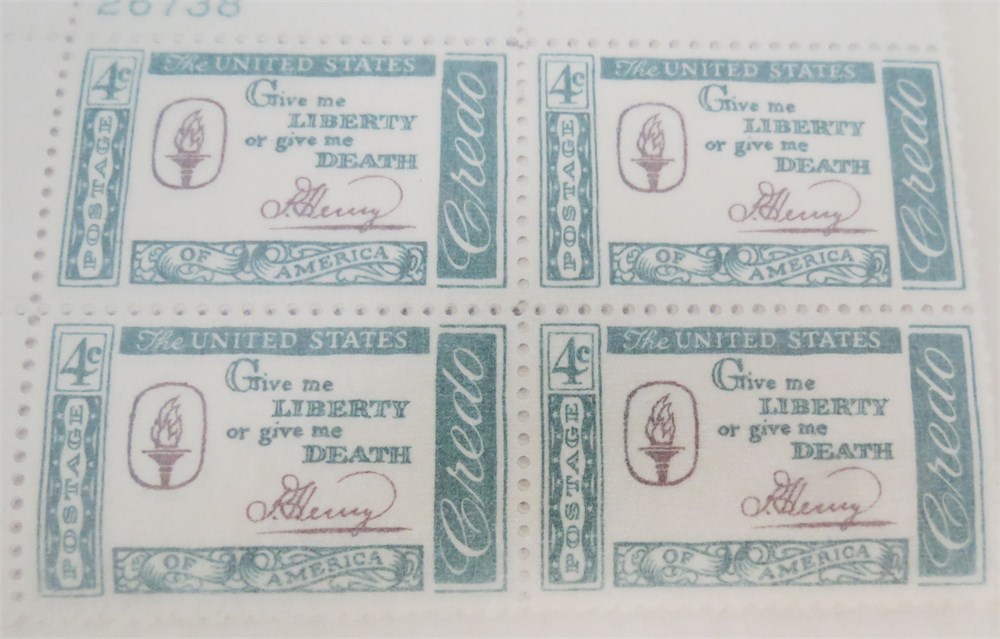 26738
4c
The UNITED STATES
Give me
LIBERTY
or give me
DEATH
P.Henry
POSTAGE
OF AMERICA
Credo
4c
The UNITED STATES
Give me
LIBERTY
or give me
DEATH
P.Henry
POSTAGE
OF AMERICA
Credo
4c
The UNITED STATES
Give me
LIBERTY
or give me
DEATH
P.Henry
POSTAGE
OF AMERICA
Credo
4c
The UNITED STATES
Give me
LIBERTY
or give me
DEATH
P.Henry
POSTAGE
OF AMERICA
Credo